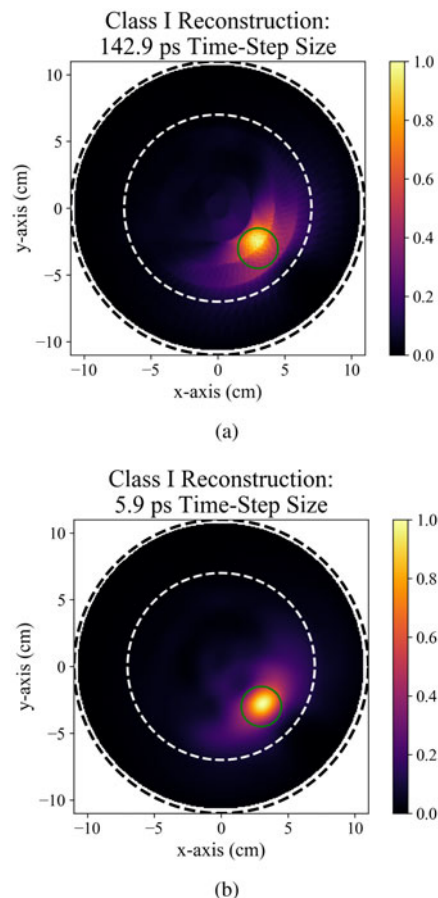 Class I Reconstruction:
142.9 ps Time-Step Size
10
5
0
−5
−10
y-axis (cm)
−10 −5 0 5 10
x-axis (cm)
1.0
0.8
0.6
0.4
0.2
0.0
(a)
Class I Reconstruction:
5.9 ps Time-Step Size
10
5
0
−5
−10
y-axis (cm)
−10 −5 0 5 10
x-axis (cm)
1.0
0.8
0.6
0.4
0.2
0.0
(b)